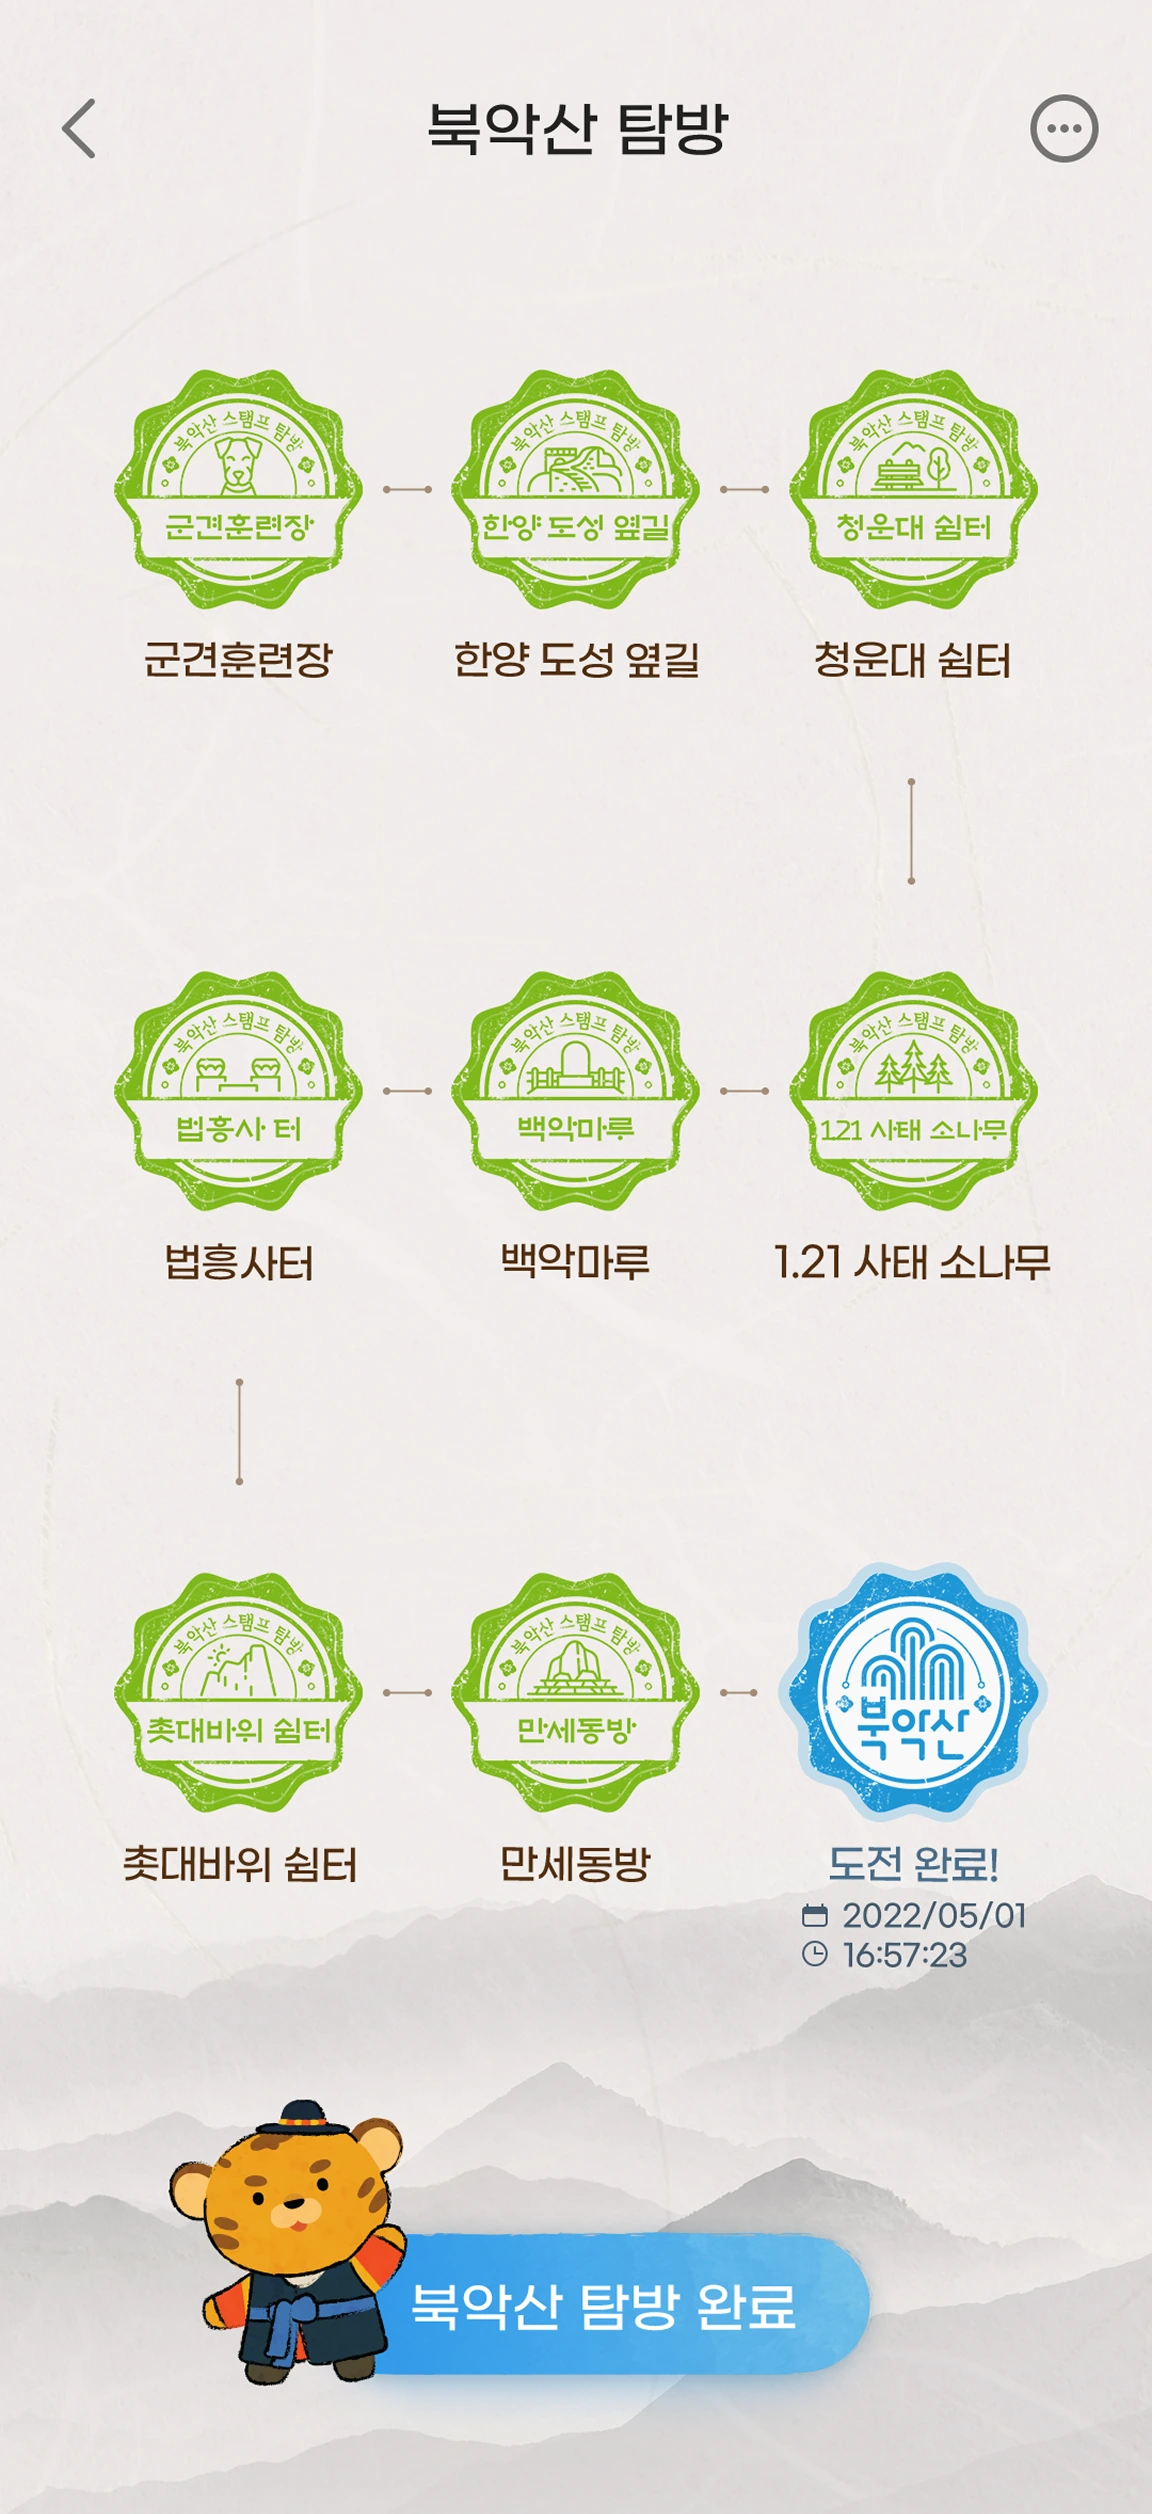 북악산 탐방
북악산 스탬프 탐방
군견훈련장
군견훈련장
북악산 스탬프 탐방
한양 도성 옆길
한양 도성 옆길
북악산 스탬프 탐방
청운대 쉼터
청운대 쉼터
북악산 스탬프 탐방
법흥사 터
법흥사터
북악산 스탬프 탐방
백악마루
백악마루
북악산 스탬프 탐방
1.21 사태 소나무
1.21 사태 소나무
북악산 스탬프 탐방
촛대바위 쉼터
촛대바위 쉼터
북악산 스탬프 탐방
만세동방
만세동방
북악산
도전 완료!
2022/05/01
16:57:23
북악산 탐방 완료